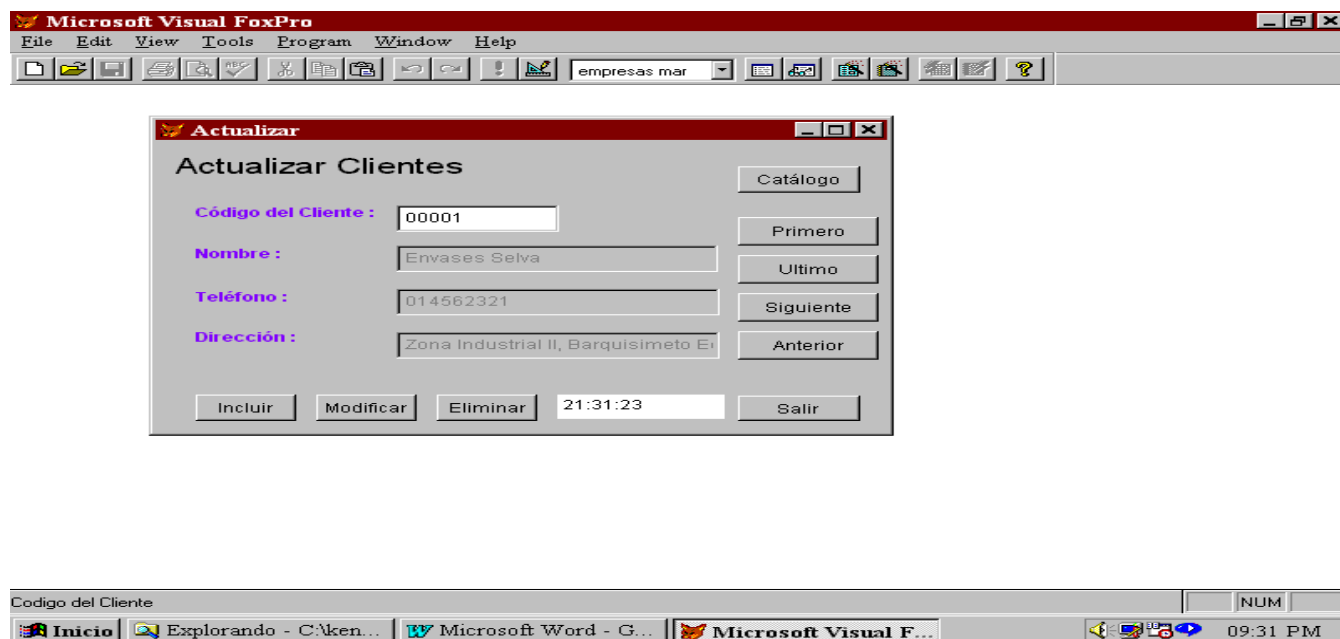 Microsoft Visual FoxPro
File Edit View Tools Program Window Help
empresas mar
Actualizar
Actualizar Clientes
Catálogo
Código del Cliente : 00001
Primero
Nombre : Envases Selva
Ultimo
Teléfono : 014562321
Siguiente
Dirección : Zona Industrial II, Barquisimeto
Anterior
Incluir Modificar Eliminar 21:31:23 Salir
Codigo del Cliente NUM
Inicio Explorando - C:\ken... Microsoft Word - G... Microsoft Visual F... 09:31 PM